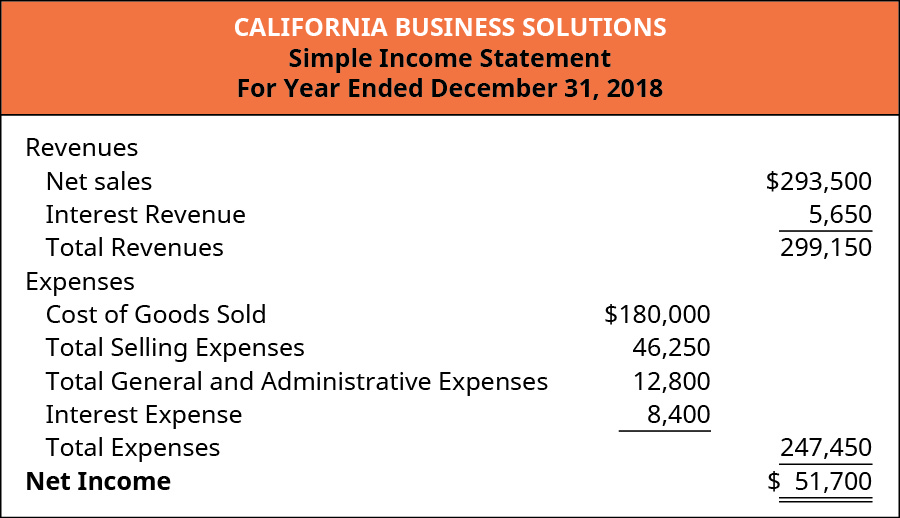 CALIFORNIA BUSINESS SOLUTIONS
Simple Income Statement
For Year Ended December 31, 2018
Revenues
Net sales $293,500
Interest Revenue 5,650
Total Revenues 299,150
Expenses
Cost of Goods Sold $180,000
Total Selling Expenses 46,250
Total General and Administrative Expenses 12,800
Interest Expense 8,400
Total Expenses 247,450
Net Income $ 51,700